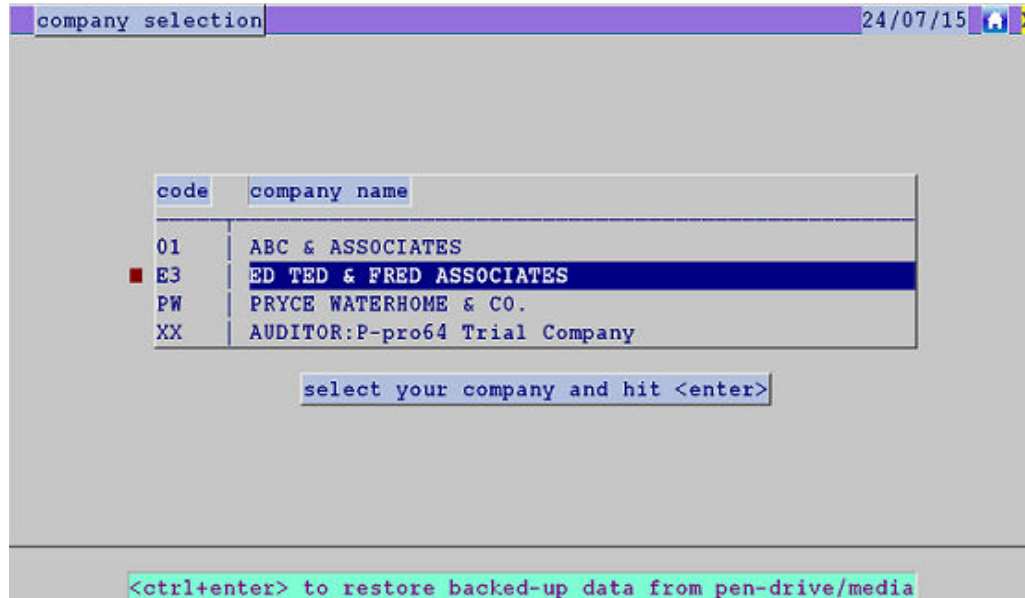 company selection 24/07/15
code company name
01 ABC & ASSOCIATES
E3 ED TED & FRED ASSOCIATES
PW PRYCE WATERHOME & CO.
XX AUDITOR:P-pro64 Trial Company
select your company and hit <enter>
<ctrl+enter> to restore backed-up data from pen-drive/media